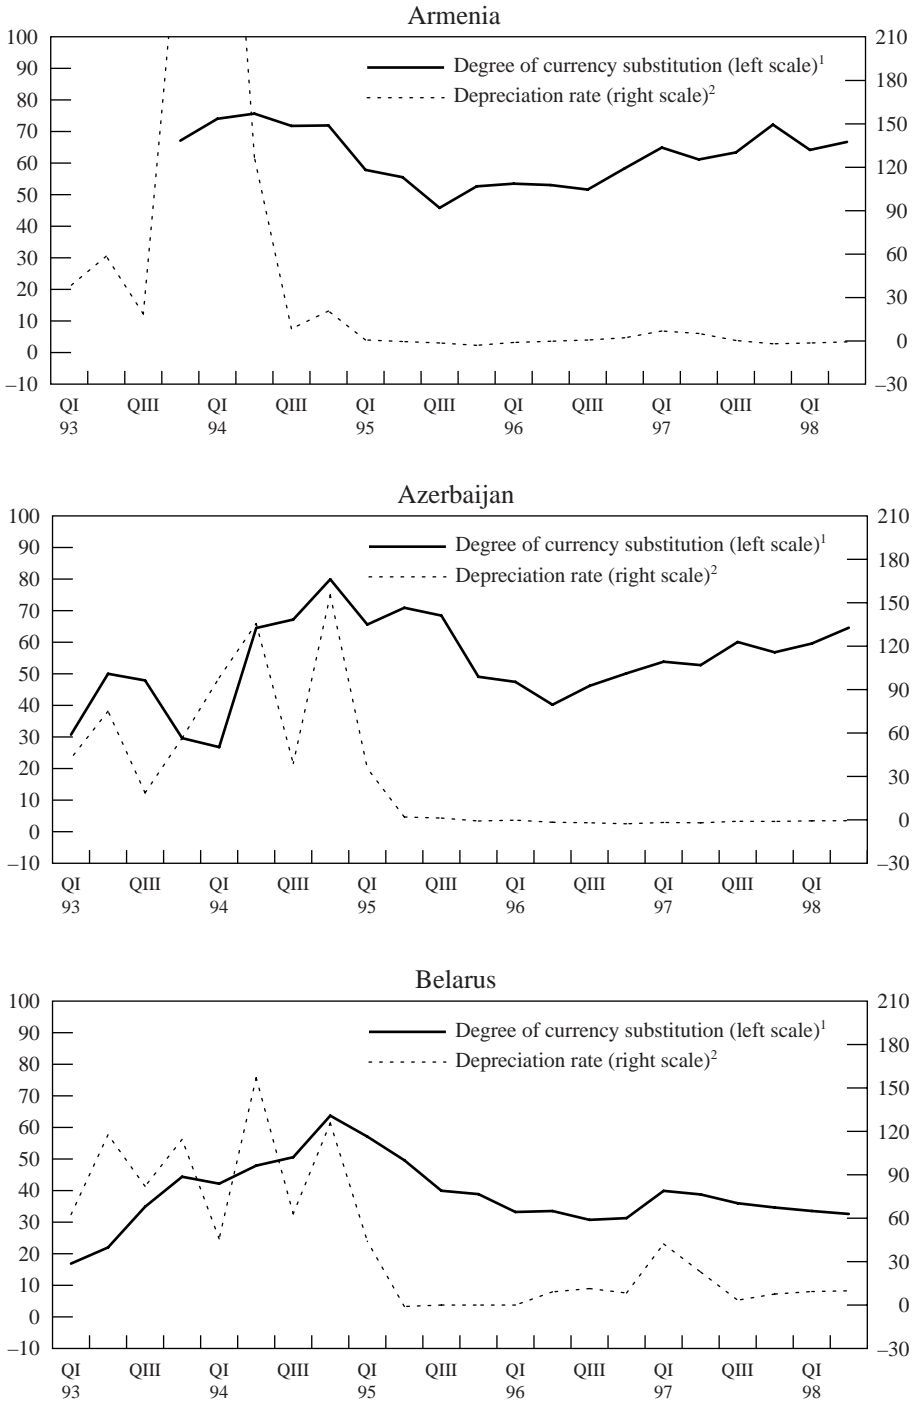 Armenia
100 210
90 180
80
70 150
60 120
50
40 90
30 60
20 30
10
0 0
–10 –30
Degree of currency substitution (left scale)1
Depreciation rate (right scale)2
QI QIII QI QIII QI QIII QI QIII QI QIII QI
93 94 95 96 97 98
Azerbaijan
100 210
90 180
80
70 150
60 120
50
40 90
30 60
20 30
10
0 0
–10 –30
Degree of currency substitution (left scale)1
Depreciation rate (right scale)2
QI QIII QI QIII QI QIII QI QIII QI QIII QI
93 94 95 96 97 98
Belarus
100 210
90 180
80
70 150
60 120
50
40 90
30 60
20 30
10
0 0
–10 –30
Degree of currency substitution (left scale)1
Depreciation rate (right scale)2
QI QIII QI QIII QI QIII QI QIII QI QIII QI
93 94 95 96 97 98